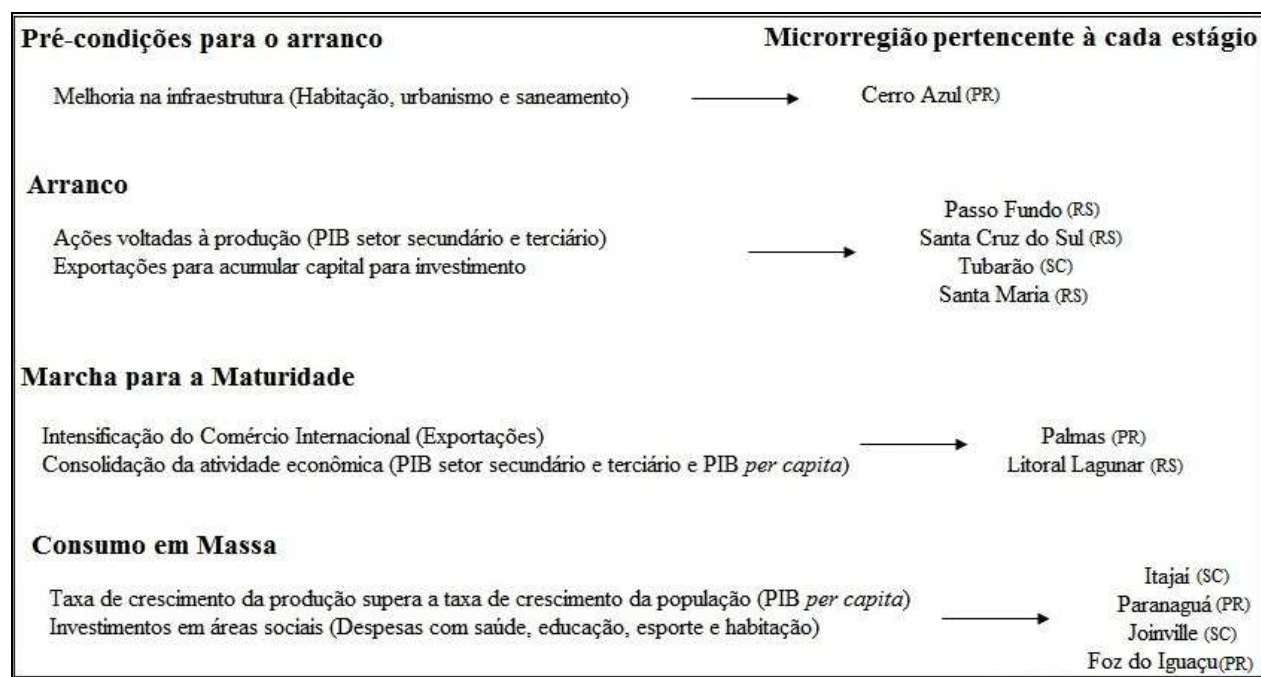 Pré-condições para o arranco Microrregião pertencente à cada estágio
Melhoria na infraestrutura (Habitação, urbanismo e saneamento) Cerro Azul (PR)
Arranco
Ações voltadas à produção (PIB setor secundário e terciário)
Exportações para acumular capital para investimento
Passo Fundo (RS)
Santa Cruz do Sul (RS)
Tubarão (SC)
Santa Maria (RS)
Marcha para a Maturidade
Intensificação do Comércio Internacional (Exportações)
Consolidação da atividade econômica (PIB setor secundário e terciário e PIB per capita)
Palmas (PR)
Litoral Lagunar (RS)
Consumo em Massa
Taxa de crescimento da produção supera a taxa de crescimento da população (PIB per capita)
Investimentos em áreas sociais (Despesas com saúde, educação, esporte e habitação)
Itajaí (SC)
Paranaguá (PR)
Joinville (SC)
Foz do Iguaçu(PR)